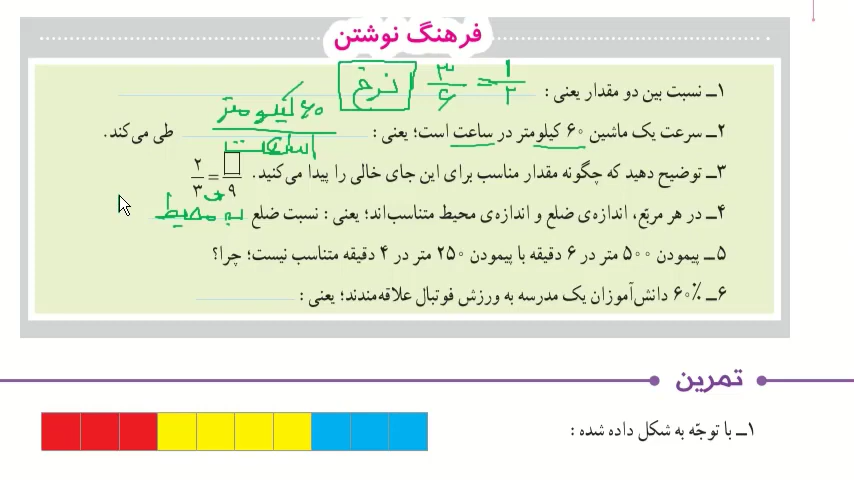 فرهنگ نوشتن
۱ــ نسبت بین دو مقدار یعنی : ۳/۶ = ۱/۲ نرخ
۲ــ سرعت یک ماشین ۶۰ کیلومتر در ساعت است؛ یعنی : ۶۰ کیلومتر / ۱ ساعت طی می‌کند.
۳ــ توضیح دهید که چگونه مقدار مناسب برای این جای خالی را پیدا می‌کنید. ۲/۳ = □/۹
۴ــ در هر مربّع، اندازه‌ی ضلع و اندازه‌ی محیط متناسب‌اند؛ یعنی : نسبت ضلع به محیط
۵ــ پیمودن ۵۰۰ متر در ۶ دقیقه با پیمودن ۲۵۰ متر در ۴ دقیقه متناسب نیست؛ چرا؟
۶ــ ۶۰٪ دانش‌آموزان یک مدرسه به ورزش فوتبال علاقه‌مندند؛ یعنی :
تمرین
۱ــ با توجّه به شکل داده شده :